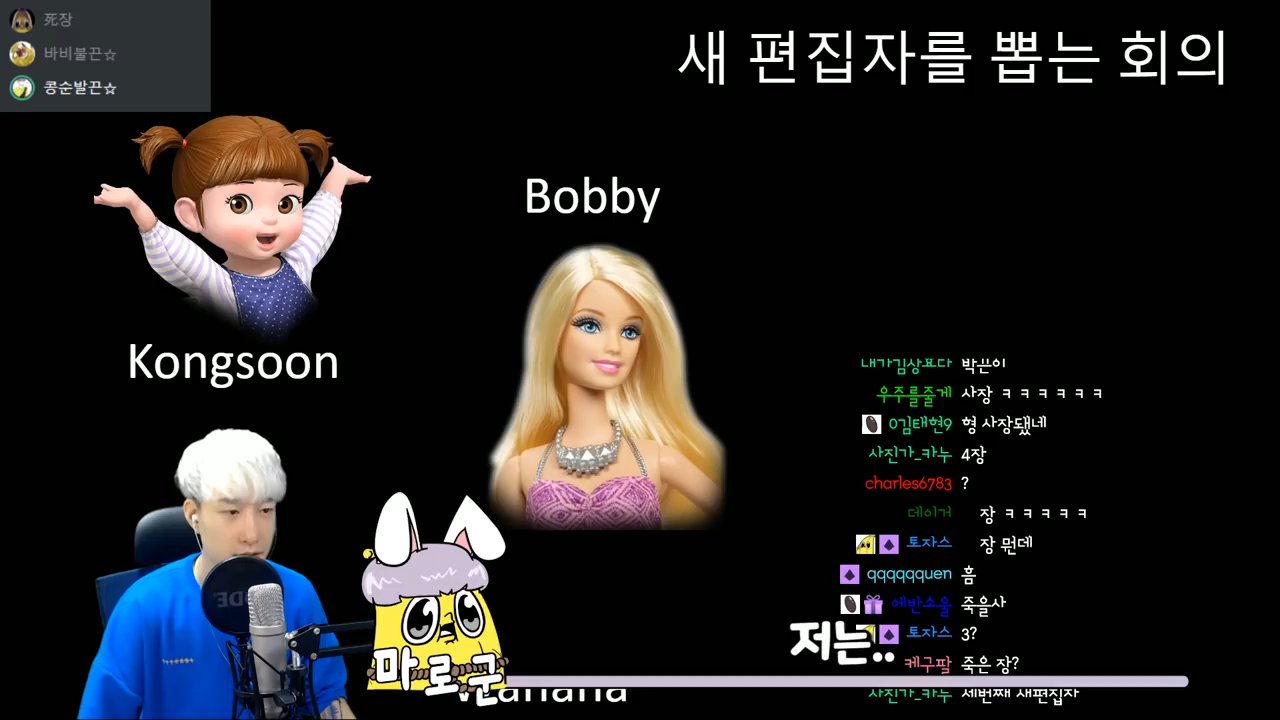 死장
바비불끈☆
콩순발끈☆
새 편집자를 뽑는 회의
Bobby
Kongsoon
내가김상표다 박은이
우주를줄게 사장 ㅋㅋㅋㅋㅋㅋ
0김태현9 형 사장됐네
사진가_카누 4장
charles6783 ?
데이거 장 ㅋㅋㅋㅋㅋ
토자스 장 뭔데
qqqqqquen 흠
에반소울 죽을사
토자스 3?
케구팔 죽은 장?
사진가_카누 세번째 새편집자
저는..
마로군